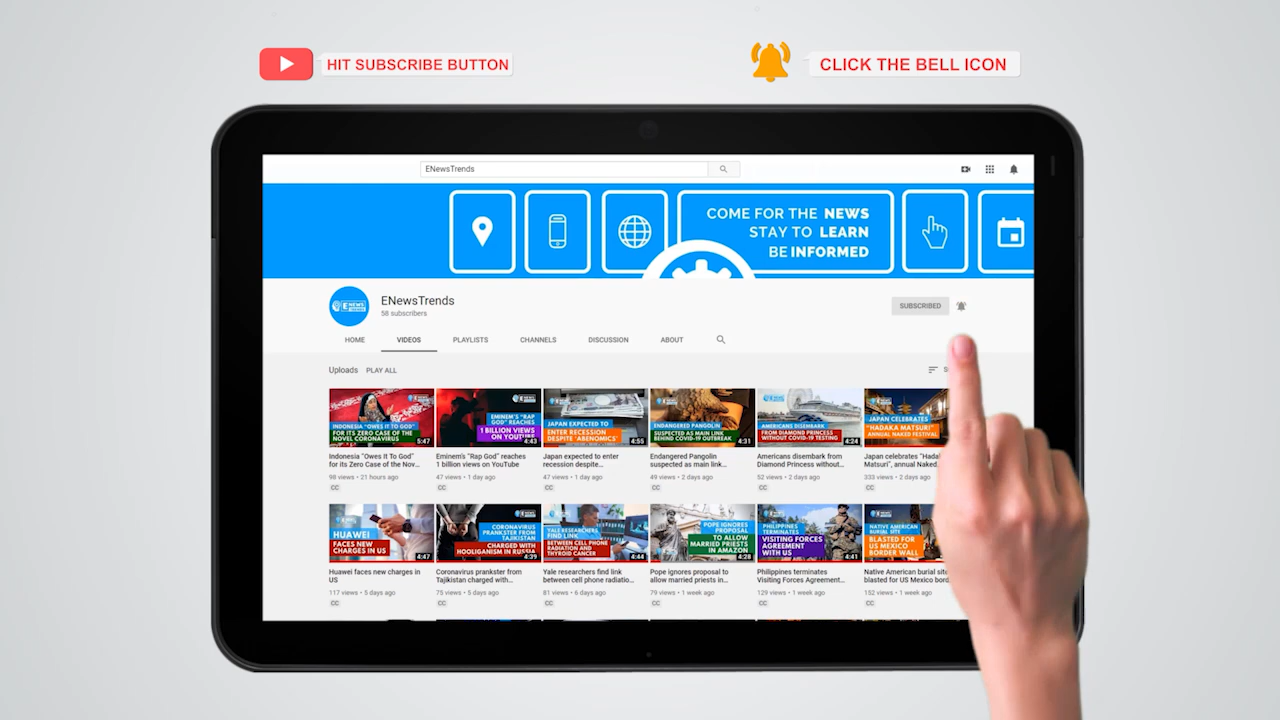 HIT SUBSCRIBE BUTTON
CLICK THE BELL ICON
ENewsTrends
COME FOR THE NEWS
STAY TO LEARN
BE INFORMED
ENewsTrends
58 subscribers
SUBSCRIBED
HOME VIDEOS PLAYLISTS CHANNELS DISCUSSION ABOUT
Uploads PLAY ALL
INDONESIA "OWES IT TO GOD"
FOR ITS ZERO CASE OF THE
NOVEL CORONAVIRUS
5:47
EMINEM'S "RAP
GOD" REACHES
1 BILLION VIEWS
ON YOUTUBE
4:43
JAPAN EXPECTED TO
ENTER RECESSION
DESPITE 'ABENOMICS'
4:55
ENDANGERED PANGOLIN
SUSPECTED AS MAIN LINK
BEHIND COVID-19 OUTBREAK
4:31
AMERICANS DISEMBARK
FROM DIAMOND PRINCESS
WITHOUT COVID-19 TESTING
4:24
JAPAN CELEBRATES
"HADAKA MATSURI"
ANNUAL NAKED FESTIVAL
Indonesia "Owes It To God"
for its Zero Case of the Nov...
98 views • 21 hours ago
CC
Eminem's "Rap God" reaches
1 billion views on YouTube
47 views • 1 day ago
CC
Japan expected to enter
recession despite...
47 views • 1 day ago
CC
Endangered Pangolin
suspected as main link...
49 views • 2 days ago
CC
Americans disembark from
Diamond Princess without...
52 views • 2 days ago
CC
Japan celebrates "Hadaka
Matsuri", annual Naked
333 views • 2 days ago
CC
HUAWEI
FACES NEW
CHARGES IN US
4:47
CORONAVIRUS
PRANKSTER FROM
TAJIKISTAN
CHARGED WITH
HOOLIGANISM IN RUSSIA
4:39
YALE RESEARCHERS
FIND LINK
BETWEEN CELL PHONE
RADIATION AND
THYROID CANCER
4:44
POPE IGNORES
PROPOSAL
TO ALLOW
MARRIED PRIESTS
IN AMAZON
4:28
PHILIPPINES
TERMINATES
VISITING FORCES
AGREEMENT
WITH US
4:41
NATIVE AMERICAN
BURIAL SITE
BLASTED FOR
US MEXICO
BORDER WALL
Huawei faces new charges in
US
117 views • 5 days ago
CC
Coronavirus prankster from
Tajikistan charged with...
75 views • 5 days ago
CC
Yale researchers find link
between cell phone radiatio...
81 views • 6 days ago
CC
Pope ignores proposal to
allow married priests in...
79 views • 1 week ago
CC
Philippines terminates
Visiting Forces Agreement...
129 views • 1 week ago
CC
Native American burial
blasted for US Mexico
152 views • 1 week ago
CC